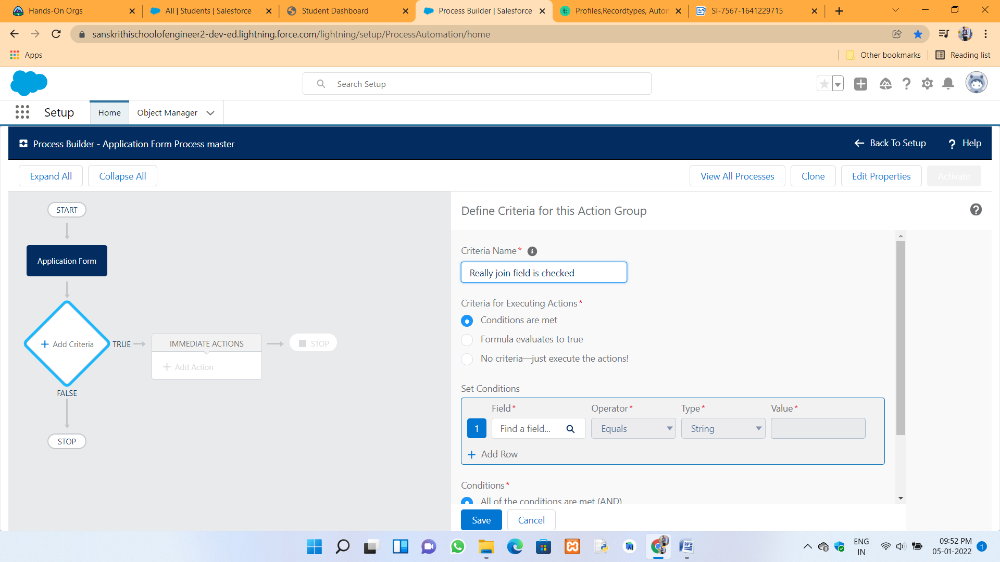 Hands-On Orgs
All | Students | Salesforce
Student Dashboard
Process Builder | Salesforce
Profiles,Recordtypes, Autom
SI-7567-1641229715
sanskrithischoolofengineer2-dev-ed.lightning.force.com/lightning/setup/ProcessAutomation/home
Apps
Other bookmarks
Reading list
Search Setup
Setup
Home
Object Manager
Process Builder - Application Form Process master
Back To Setup
? Help
Expand All
Collapse All
View All Processes
Clone
Edit Properties
Activate
START
Application Form
+ Add Criteria
TRUE
IMMEDIATE ACTIONS
+ Add Action
STOP
FALSE
STOP
Define Criteria for this Action Group
Criteria Name*
Really join field is checked
Criteria for Executing Actions*
Conditions are met
Formula evaluates to true
No criteria—just execute the actions!
Set Conditions
Field* Operator* Type* Value*
1 Find a field... Equals String
+ Add Row
Conditions*
All of the conditions are met (AND)
Save
Cancel
ENG
IN
09:52 PM
05-01-2022
1